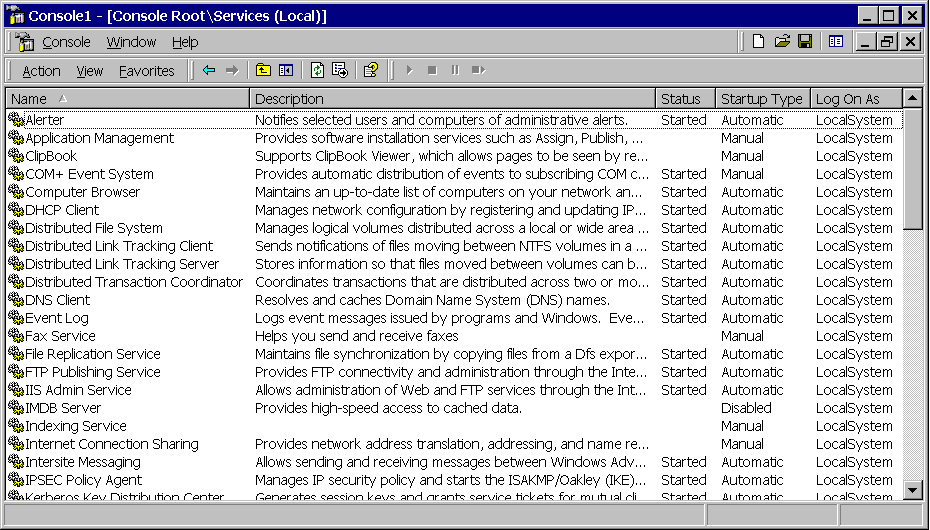 Console1 - [Console Root\Services (Local)]
Console Window Help
Action View Favorites
Name Description Status Startup Type Log On As
Alerter Notifies selected users and computers of administrative alerts. Started Automatic LocalSystem
Application Management Provides software installation services such as Assign, Publish, ... Manual LocalSystem
ClipBook Supports ClipBook Viewer, which allows pages to be seen by re... Manual LocalSystem
COM+ Event System Provides automatic distribution of events to subscribing COM c... Started Manual LocalSystem
Computer Browser Maintains an up-to-date list of computers on your network an... Started Automatic LocalSystem
DHCP Client Manages network configuration by registering and updating IP... Started Automatic LocalSystem
Distributed File System Manages logical volumes distributed across a local or wide area ... Started Automatic LocalSystem
Distributed Link Tracking Client Sends notifications of files moving between NTFS volumes in a ... Started Automatic LocalSystem
Distributed Link Tracking Server Stores information so that files moved between volumes can b... Started Automatic LocalSystem
Distributed Transaction Coordinator Coordinates transactions that are distributed across two or mo... Started Automatic LocalSystem
DNS Client Resolves and caches Domain Name System (DNS) names. Started Automatic LocalSystem
Event Log Logs event messages issued by programs and Windows. Eve... Started Automatic LocalSystem
Fax Service Helps you send and receive faxes Manual LocalSystem
File Replication Service Maintains file synchronization by copying files from a Dfs expor... Started Automatic LocalSystem
FTP Publishing Service Provides FTP connectivity and administration through the Inte... Started Automatic LocalSystem
IIS Admin Service Allows administration of Web and FTP services through the Int... Started Automatic LocalSystem
IMDB Server Provides high-speed access to cached data. Disabled LocalSystem
Indexing Service Manual LocalSystem
Internet Connection Sharing Provides network address translation, addressing, and name re... Manual LocalSystem
Intersite Messaging Allows sending and receiving messages between Windows Adv... Started Automatic LocalSystem
IPSEC Policy Agent Manages IP security policy and starts the ISAKMP/Oakley (IKE)... Started Automatic LocalSystem
Kerberos Key Distribution Center Generates session keys and grants service tickets for mutual cli... Started Automatic LocalSystem